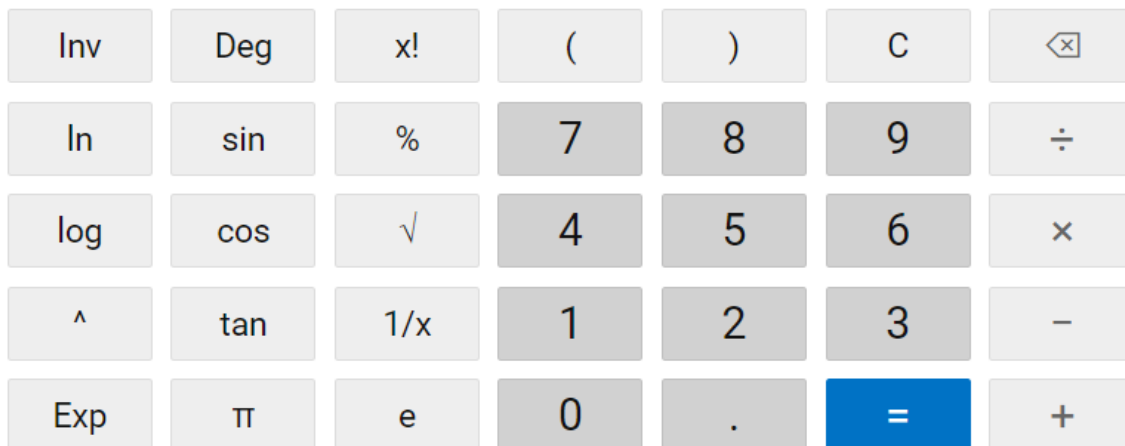 Inv Deg x! ( ) C ⌫
ln sin % 7 8 9 ÷
log cos √ 4 5 6 ×
^ tan 1/x 1 2 3 −
Exp π e 0 . = +